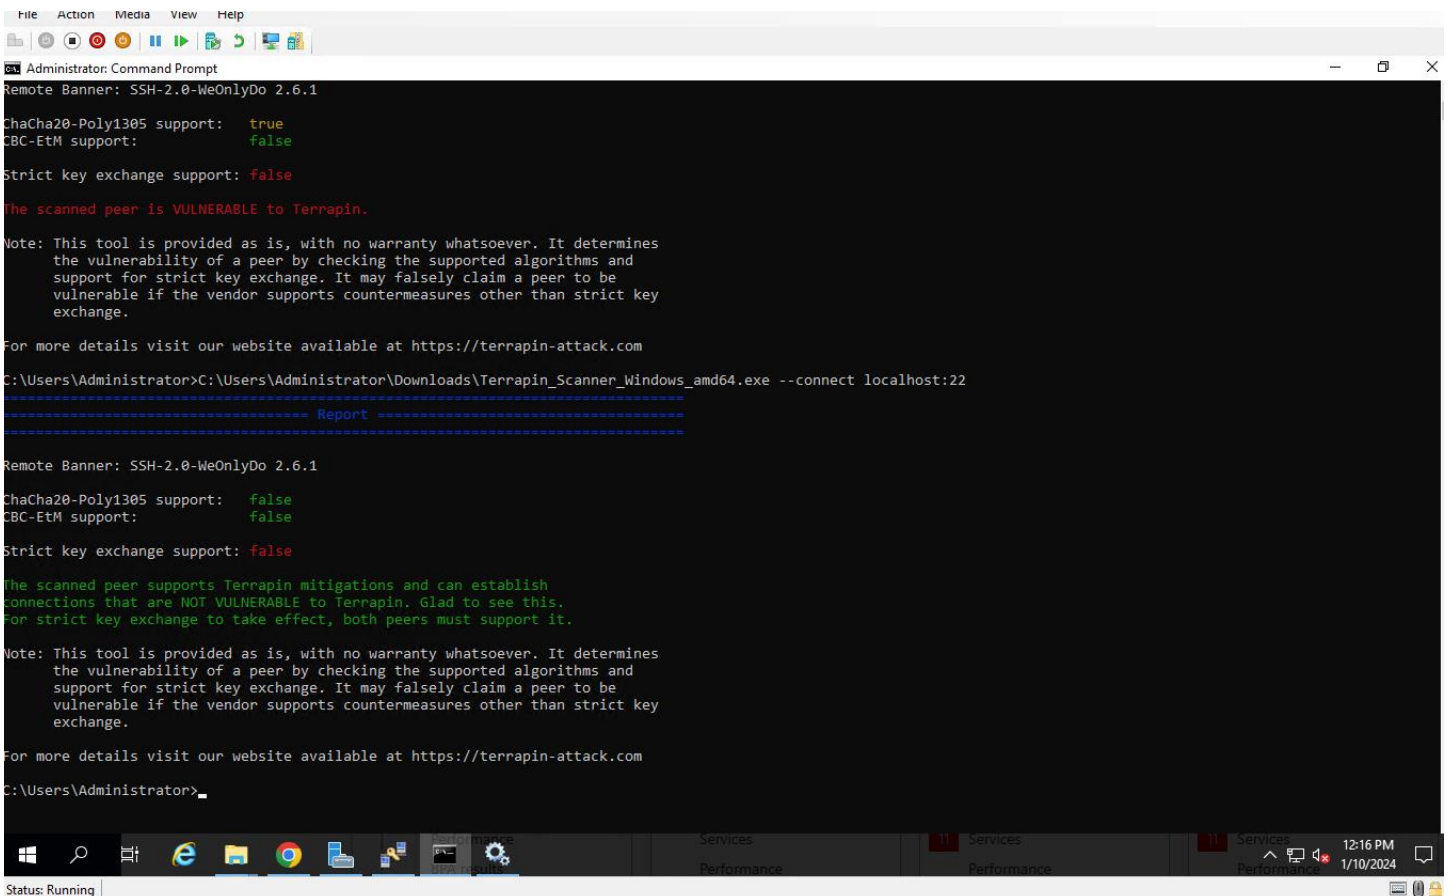 File Action Media View Help
Administrator: Command Prompt
Remote Banner: SSH-2.0-WeOnlyDo 2.6.1
ChaCha20-Poly1305 support: true
CBC-EtM support: false
Strict key exchange support: false
The scanned peer is VULNERABLE to Terrapin.
Note: This tool is provided as is, with no warranty whatsoever. It determines
the vulnerability of a peer by checking the supported algorithms and
support for strict key exchange. It may falsely claim a peer to be
vulnerable if the vendor supports countermeasures other than strict key
exchange.
For more details visit our website available at https://terrapin-attack.com
C:\Users\Administrator>C:\Users\Administrator\Downloads\Terrapin_Scanner_Windows_amd64.exe --connect localhost:22
================================================================================
==================================== Report ====================================
================================================================================
Remote Banner: SSH-2.0-WeOnlyDo 2.6.1
ChaCha20-Poly1305 support: false
CBC-EtM support: false
Strict key exchange support: false
The scanned peer supports Terrapin mitigations and can establish
connections that are NOT VULNERABLE to Terrapin. Glad to see this.
For strict key exchange to take effect, both peers must support it.
Note: This tool is provided as is, with no warranty whatsoever. It determines
the vulnerability of a peer by checking the supported algorithms and
support for strict key exchange. It may falsely claim a peer to be
vulnerable if the vendor supports countermeasures other than strict key
exchange.
For more details visit our website available at https://terrapin-attack.com
C:\Users\Administrator>
Performance Services 11 Services 11 Services
BPA results Performance Performance Performance
12:16 PM
1/10/2024
Status: Running